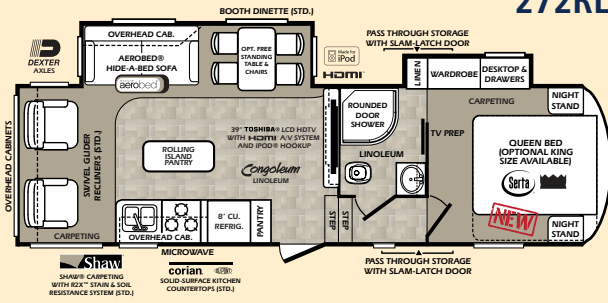 272RL
BOOTH DINETTE (STD.)
PASS THROUGH STORAGE
WITH SLAM-LATCH DOOR
DEXTER
AXLES
OVERHEAD CAB.
AEROBED®
HIDE-A-BED SOFA
aerobed
OPT. FREE
STANDING
TABLE &
CHAIRS
Made for
iPod
HDMI
LINEN
WARDROBE
DESKTOP &
DRAWERS
CARPETING
NIGHT
STAND
OVERHEAD CABINETS
SWIVEL GLIDER
RECLINERS (STD.)
ROLLING
ISLAND
PANTRY
39" TOSHIBA® LCD HDTV
WITH HDMI A/V SYSTEM
AND IPOD® HOOKUP
Congoleum
LINOLEUM
ROUNDED
DOOR
SHOWER
TV PREP
LINOLEUM
QUEEN BED
(OPTIONAL KING
SIZE AVAILABLE)
Serta
NEW
NIGHT
STAND
CARPETING
OVERHEAD CAB.
8' CU.
REFRIG.
PANTRY
STEP
STEP
MICROWAVE
Shaw
SHAW® CARPETING
WITH R2X™ STAIN & SOIL
RESISTANCE SYSTEM (STD.)
corian.
SOLID-SURFACE KITCHEN
COUNTERTOPS (STD.)
PASS THROUGH STORAGE
WITH SLAM-LATCH DOOR